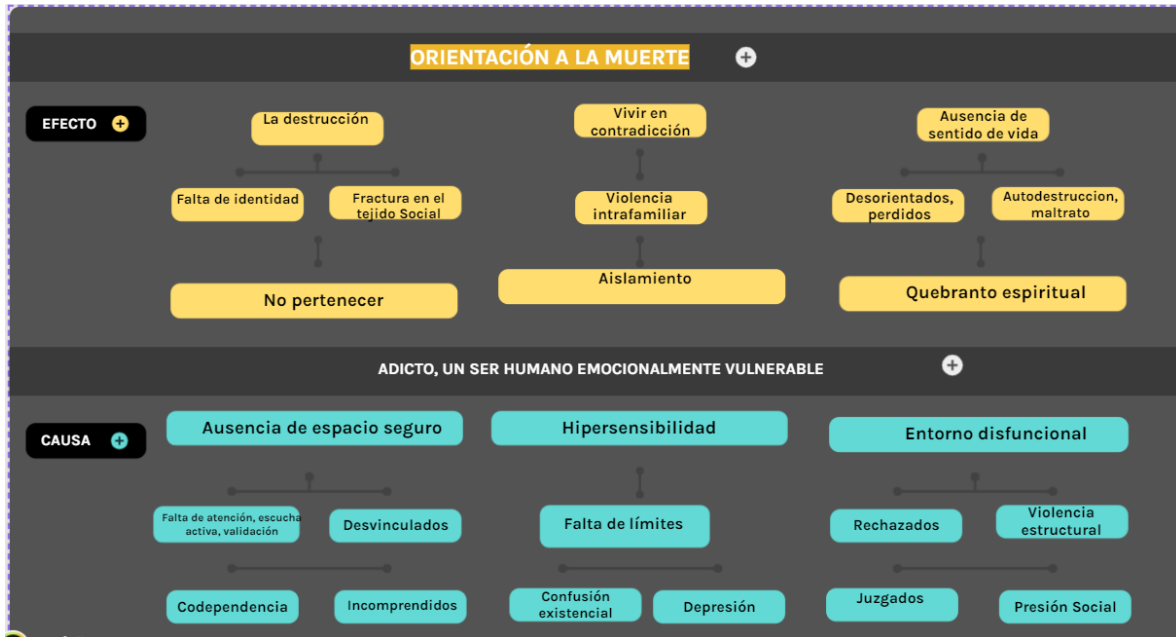 ORIENTACIÓN A LA MUERTE
EFECTO
La destrucción
Vivir en
contradicción
Ausencia de
sentido de vida
Falta de identidad
Fractura en el
tejido Social
Violencia
intrafamiliar
Desorientados,
perdidos
Autodestruccion,
maltrato
No pertenecer
Aislamiento
Quebranto espiritual
ADICTO, UN SER HUMANO EMOCIONALMENTE VULNERABLE
CAUSA
Ausencia de espacio seguro
Hipersensibilidad
Entorno disfuncional
Falta de atención, escucha
activa, validación
Desvinculados
Falta de límites
Rechazados
Violencia
estructural
Codependencia
Incomprendidos
Confusión
existencial
Depresión
Juzgados
Presión Social